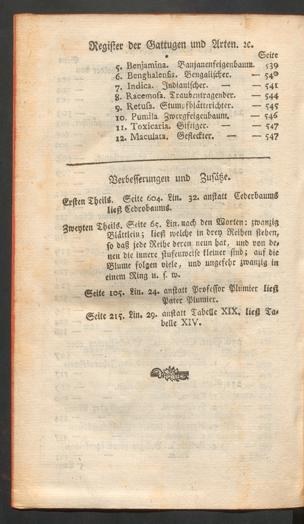 Register der Gattugen und Arten. ꝛc.
Seite
5. Benjamina. Banjanenfeigenbaum. 539
6. Benghalensis. Bengalischer. — 540
7. Indica. Indianischer. — 541
8. Racemosa. Traubentragender. — 544
9. Retusa. Stumpfblätterichter. — 545
10. Pumila Zwergfeigenbaum. — 546
11. Toxicaria. Giftiger. — 547
12. Maculata. Gefleckter. — 547
Verbesserungen und Zusätze.
Ersten Theils. Seite 604. Lin. 32. anstatt Cederbaums
ließ Cedrobaums.
Zweyten Theils. Seite 65. Lin. nach den Worten: zwanzig
Blättlein; ließ welche in drey Reihen stehen,
so daß jede Reihe deren neun hat, und von de-
nen die innere stufenweise kleiner sind; auf die
Blume folgen viele, und ungefehr zwanzig in
einem Ring u. s. w.
Seite 105. Lin. 24. anstatt Professor Plumier ließ
Pater Plumier.
Seite 215. Lin. 29. anstatt Tabelle XIX. ließ Ta-
belle XIV.